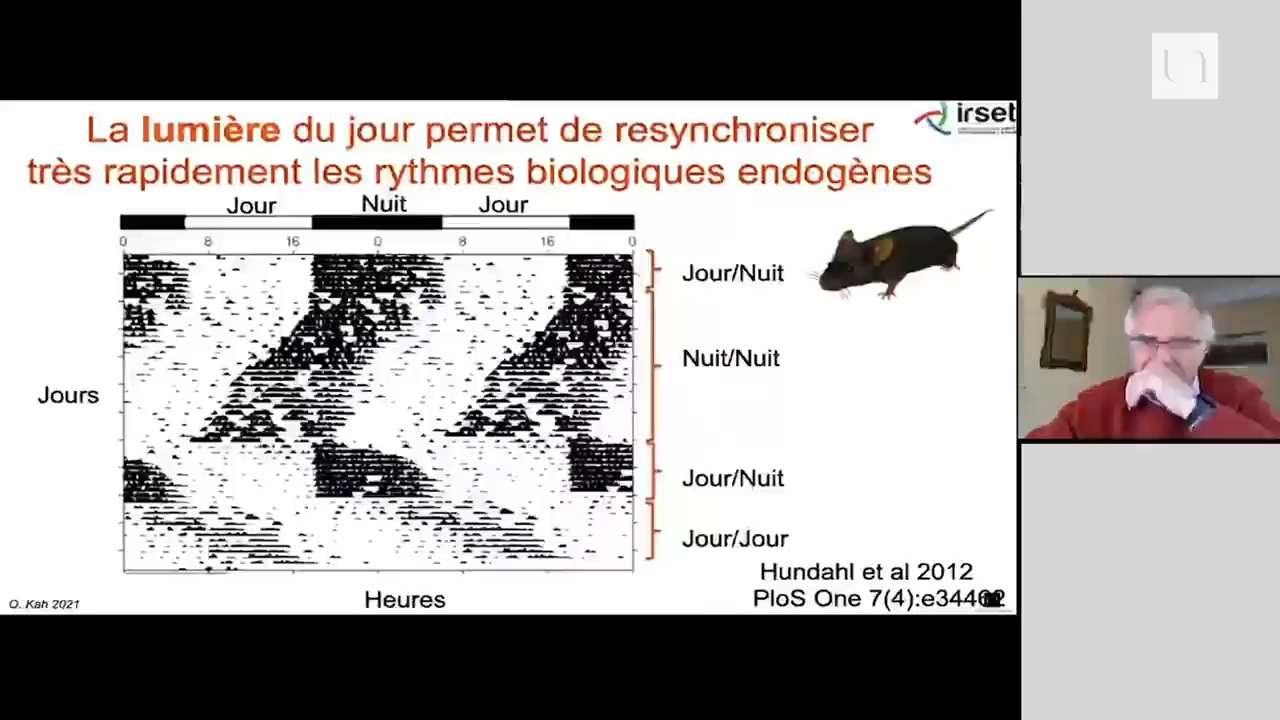 La lumière du jour permet de resynchroniser
très rapidement les rythmes biologiques endogènes
irset
Jour Nuit Jour
0 8 16 0 8 16 0
Jour/Nuit
Nuit/Nuit
Jours
Jour/Nuit
Jour/Jour
Hundahl et al 2012
PloS One 7(4):e34462
Heures
O. Kah 2021